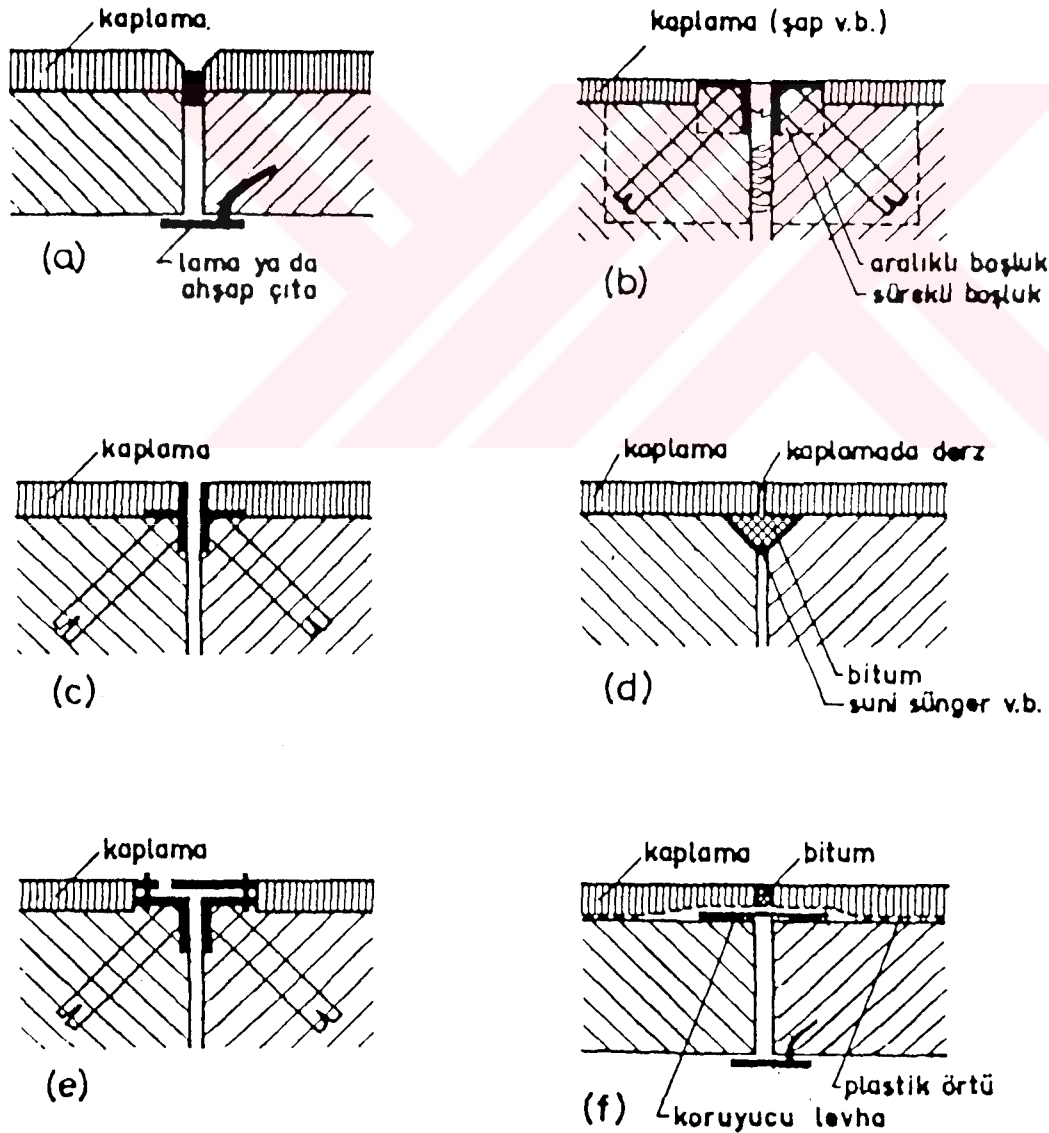 kaplama.
(a)
lama ya da
ahşap çıta
kaplama (şap v.b.)
(b)
aralıklı boşluk
sürekli boşluk
kaplama
(c)
kaplama
kaplamada derz
(d)
bitum
suni sünger v.b.
kaplama
(e)
kaplama
bitum
(f)
plastik örtü
koruyucu levha